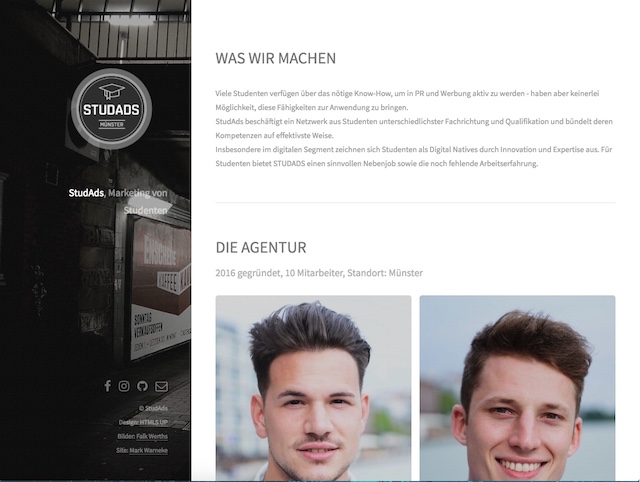 STUDADS
MÜNSTER
StudAds, Marketing von
Studenten
KAFFEE
SONNTAG
VERKAUFSOFFEN
© StudAds
Design: HTML5 UP
Bilder: Falk Werths
Site: Mark Warneke
WAS WIR MACHEN
Viele Studenten verfügen über das nötige Know-How, um in PR und Werbung aktiv zu werden - haben aber keinerlei
Möglichkeit, diese Fähigkeiten zur Anwendung zu bringen.
StudAds beschäftigt ein Netzwerk aus Studenten unterschiedlichster Fachrichtung und Qualifikation und bündelt deren
Kompetenzen auf effektivste Weise.
Insbesondere im digitalen Segment zeichnen sich Studenten als Digital Natives durch Innovation und Expertise aus. Für
Studenten bietet STUDADS einen sinnvollen Nebenjob sowie die noch fehlende Arbeitserfahrung.
DIE AGENTUR
2016 gegründet, 10 Mitarbeiter, Standort: Münster